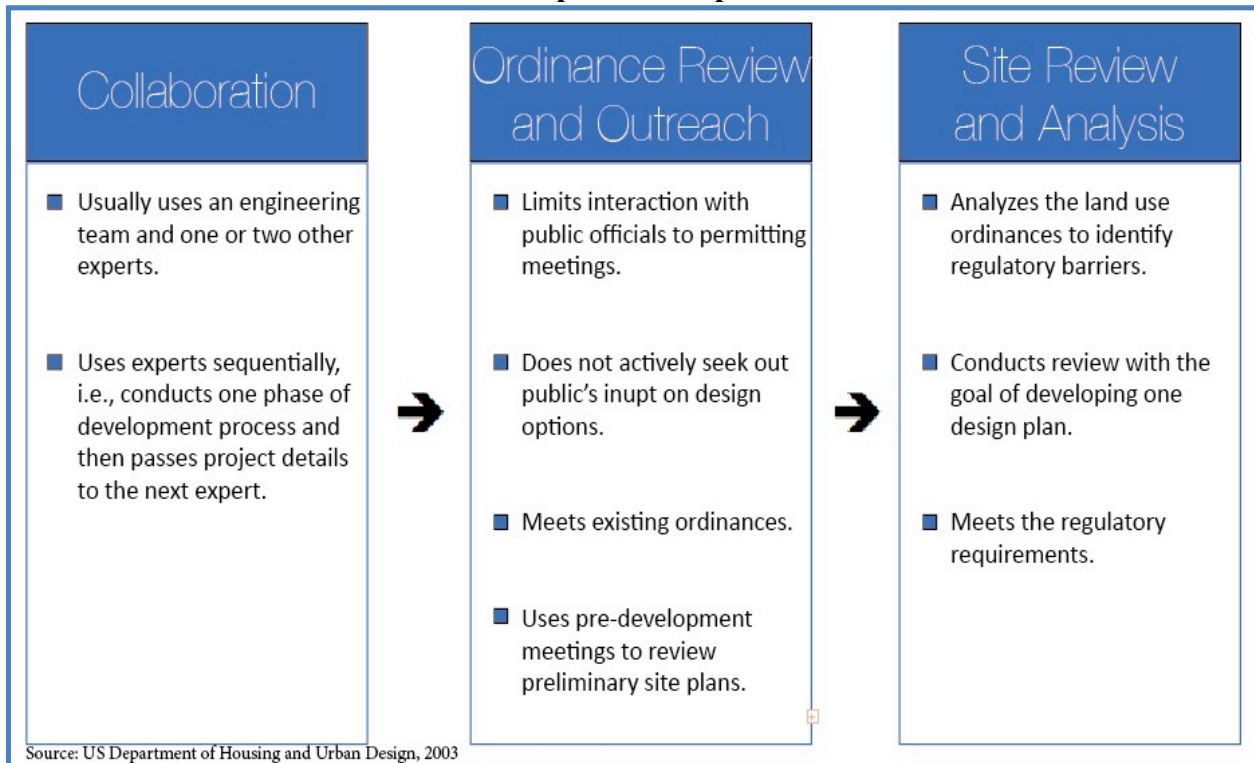 Collaboration
Usually uses an engineering
team and one or two other
experts.
Uses experts sequentially,
i.e., conducts one phase of
development process and
then passes project details
to the next expert.
Ordinance Review
and Outreach
Limits interaction with
public officials to permitting
meetings.
Does not actively seek out
public's inupt on design
options.
Meets existing ordinances.
Uses pre-development
meetings to review
preliminary site plans.
Site Review
and Analysis
Analyzes the land use
ordinances to identify
regulatory barriers.
Conducts review with the
goal of developing one
design plan.
Meets the regulatory
requirements.
Source: US Department of Housing and Urban Design, 2003